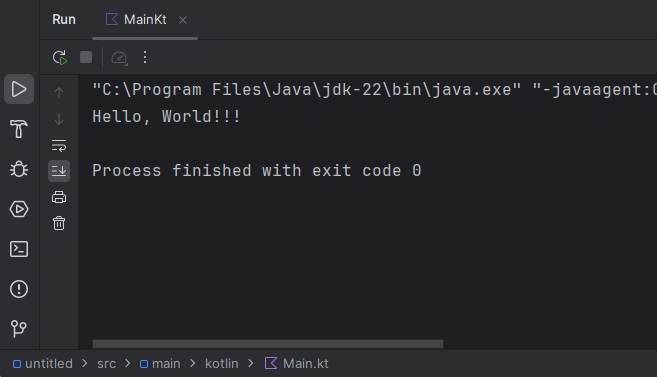 Run MainKt
"C:\Program Files\Java\jdk-22\bin\java.exe" "-javaagent:
Hello, World!!!
Process finished with exit code 0
untitled > src > main > kotlin > Main.kt